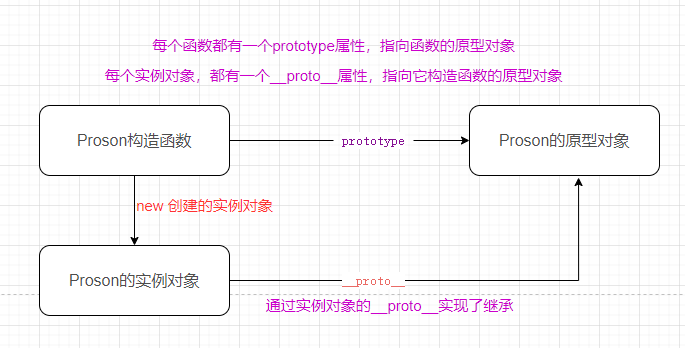 每个函数都有一个prototype属性，指向函数的原型对象
每个实例对象，都有一个__proto__属性，指向它构造函数的原型对象
Proson构造函数
prototype
Proson的原型对象
new 创建的实例对象
Proson的实例对象
__proto__
通过实例对象的__proto__实现了继承